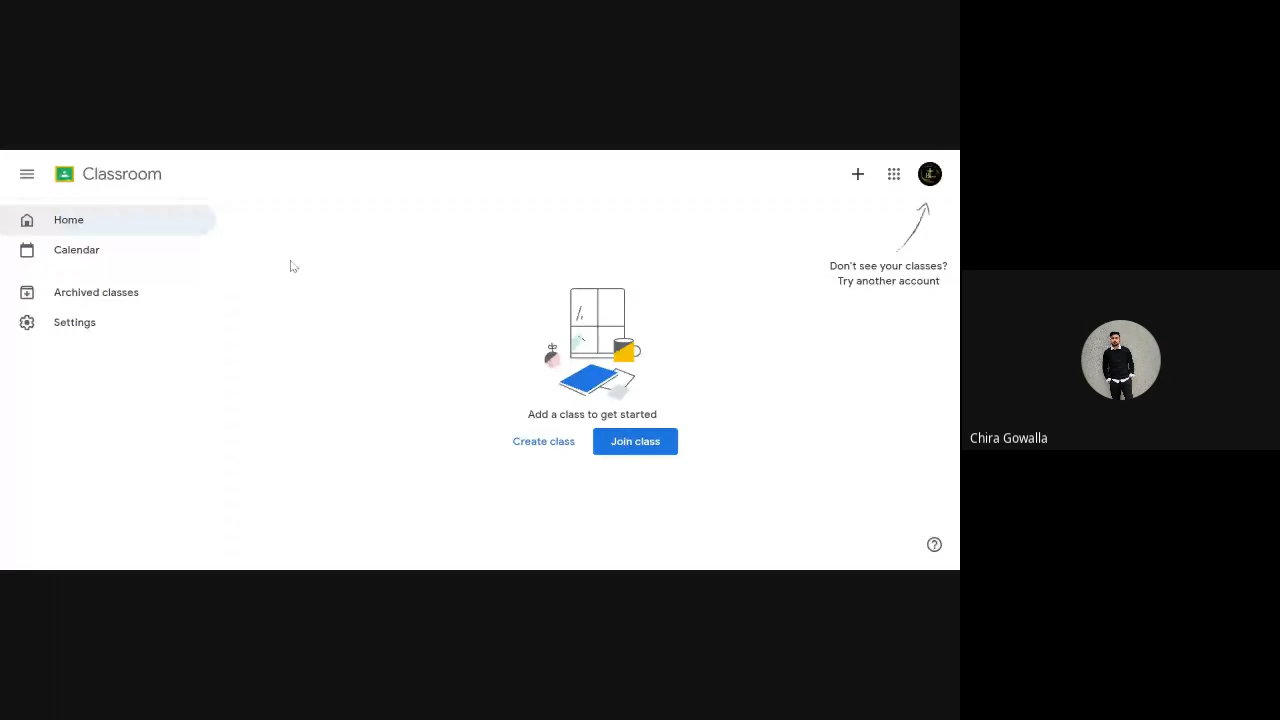 Classroom
Home
Calendar
Archived classes
Settings
Don't see your classes?
Try another account
Add a class to get started
Create class
Join class
Chira Gowalla